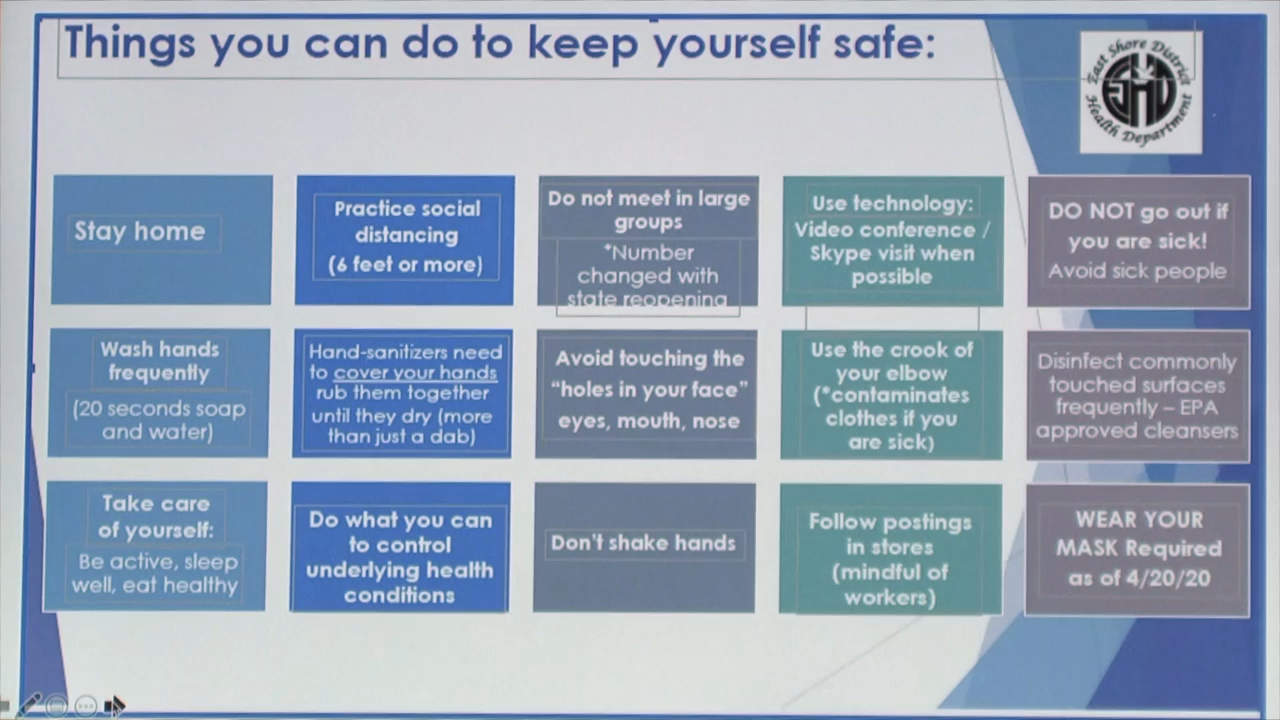 Things you can do to keep yourself safe:
East Shore District
ESHD
Health Department
Stay home
Practice social
distancing
(6 feet or more)
Do not meet in large
groups
*Number
changed with
state reopening
Use technology:
Video conference /
Skype visit when
possible
DO NOT go out if
you are sick!
Avoid sick people
Wash hands
frequently
(20 seconds soap
and water)
Hand-sanitizers need
to cover your hands
rub them together
until they dry (more
than just a dab)
Avoid touching the
“holes in your face”
eyes, mouth, nose
Use the crook of
your elbow
(*contaminates
clothes if you
are sick)
Disinfect commonly
touched surfaces
frequently – EPA
approved cleansers
Take care
of yourself:
Be active, sleep
well, eat healthy
Do what you can
to control
underlying health
conditions
Don't shake hands
Follow postings
in stores
(mindful of
workers)
WEAR YOUR
MASK Required
as of 4/20/20